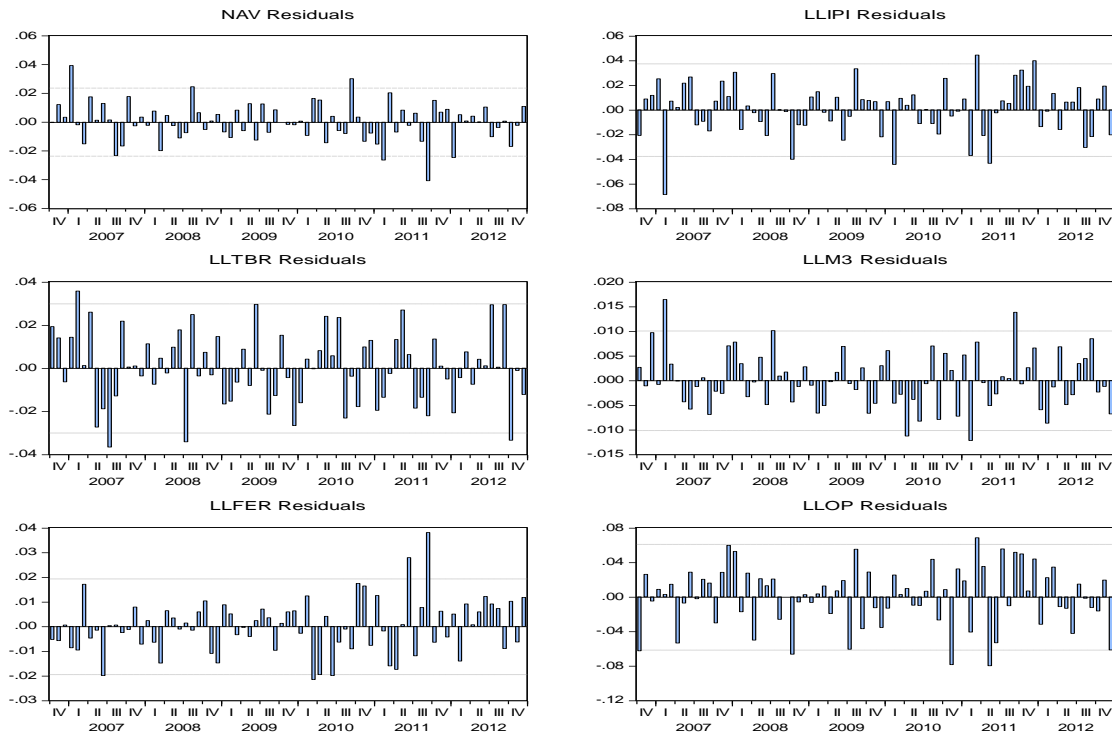 NAV Residuals
.06
.04
.02
.00
-.02
-.04
-.06
IV I II III IV I II III IV I II III IV I II III IV I II III IV I II III IV
2007 2008 2009 2010 2011 2012
LLIPI Residuals
.06
.04
.02
.00
-.02
-.04
-.06
-.08
IV I II III IV I II III IV I II III IV I II III IV I II III IV I II III IV
2007 2008 2009 2010 2011 2012
LLTBR Residuals
.04
.02
.00
-.02
-.04
IV I II III IV I II III IV I II III IV I II III IV I II III IV I II III IV
2007 2008 2009 2010 2011 2012
LLM3 Residuals
.020
.015
.010
.005
.000
-.005
-.010
-.015
IV I II III IV I II III IV I II III IV I II III IV I II III IV I II III IV
2007 2008 2009 2010 2011 2012
LLFER Residuals
.04
.03
.02
.01
.00
-.01
-.02
-.03
IV I II III IV I II III IV I II III IV I II III IV I II III IV I II III IV
2007 2008 2009 2010 2011 2012
LLOP Residuals
.08
.04
.00
-.04
-.08
-.12
IV I II III IV I II III IV I II III IV I II III IV I II III IV I II III IV
2007 2008 2009 2010 2011 2012